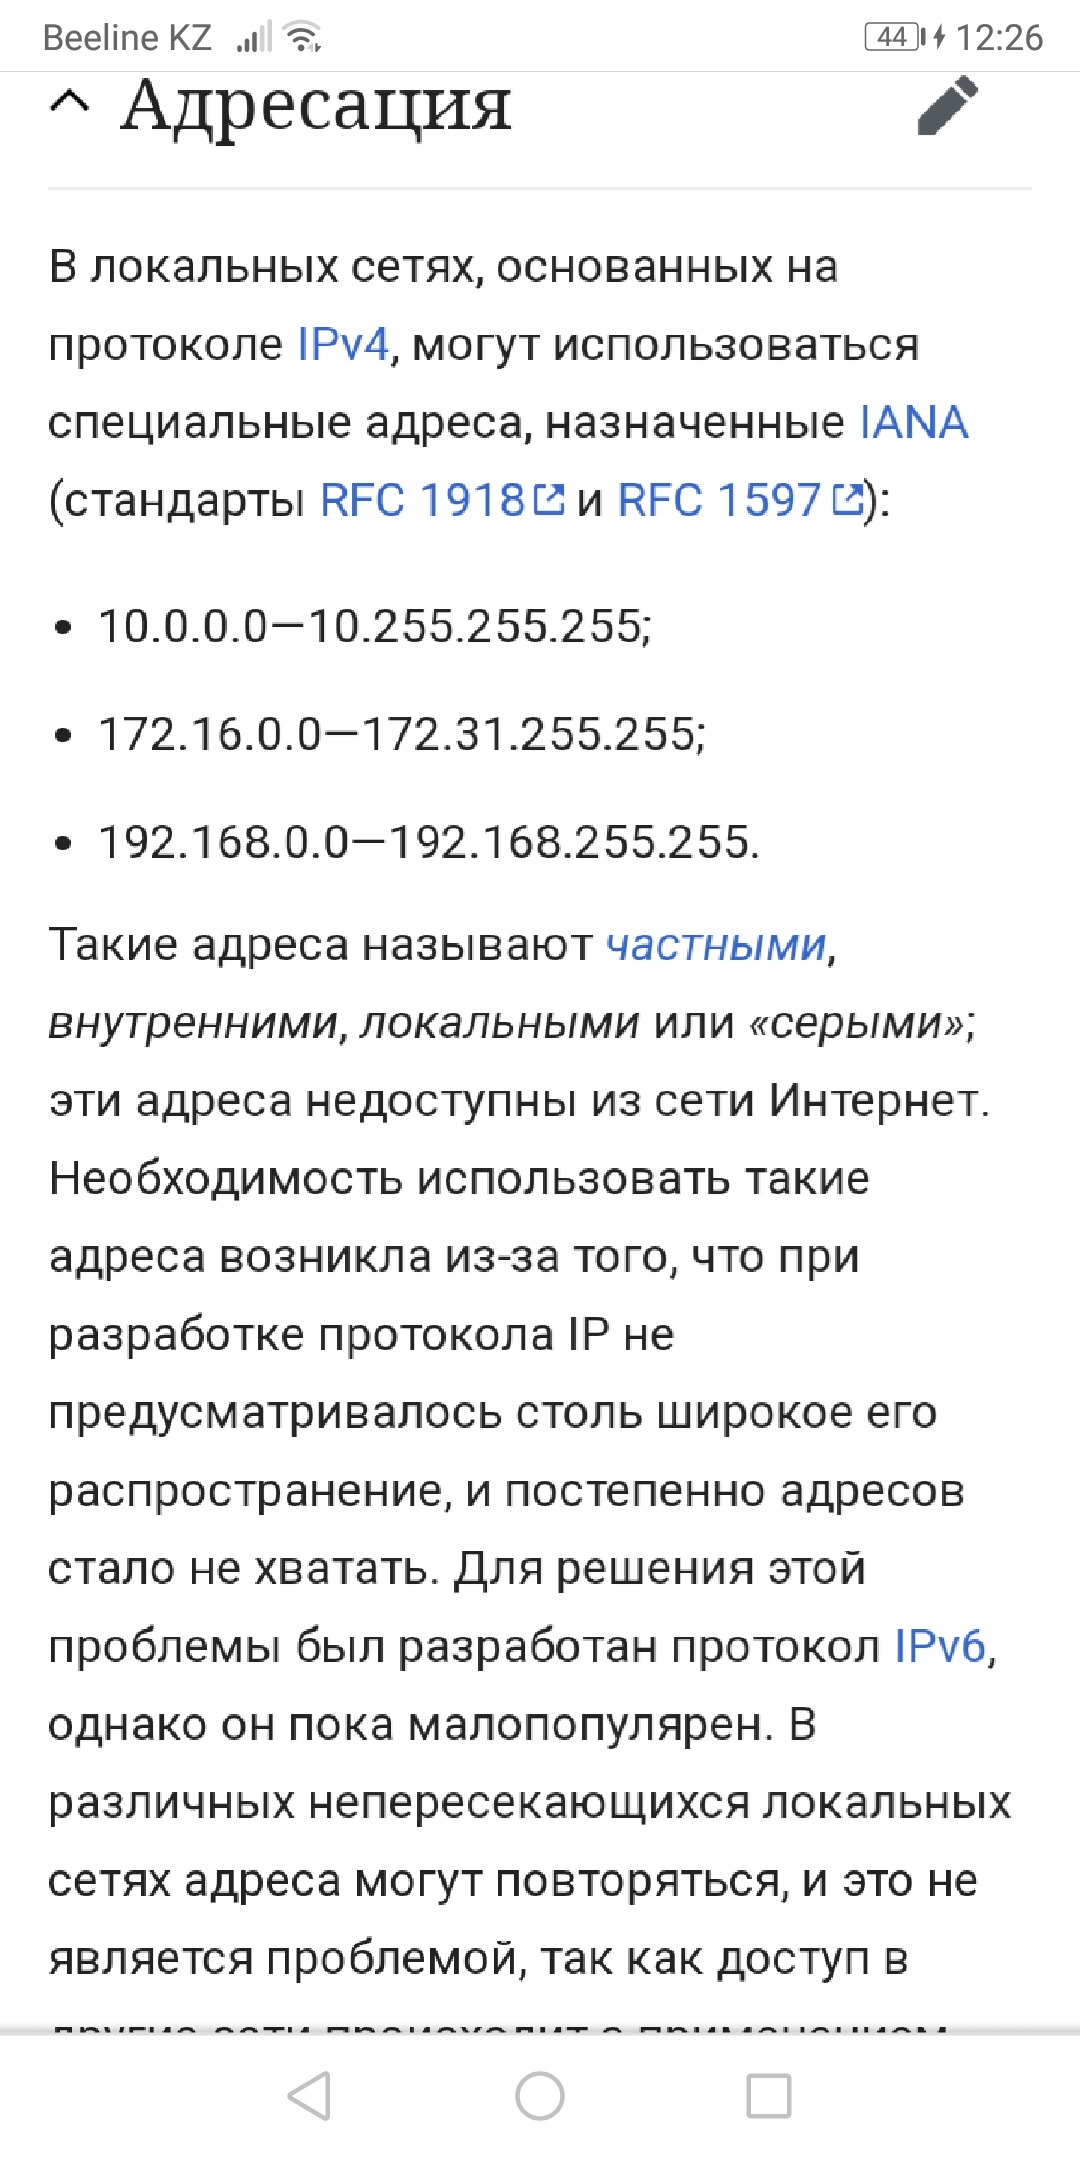 Beeline KZ 44 12:26
Адресация
В локальных сетях, основанных на
протоколе IPv4, могут использоваться
специальные адреса, назначенные IANA
(стандарты RFC 1918 и RFC 1597):
• 10.0.0.0—10.255.255.255;
• 172.16.0.0—172.31.255.255;
• 192.168.0.0—192.168.255.255.
Такие адреса называют частными,
внутренними, локальными или «серыми»;
эти адреса недоступны из сети Интернет.
Необходимость использовать такие
адреса возникла из-за того, что при
разработке протокола IP не
предусматривалось столь широкое его
распространение, и постепенно адресов
стало не хватать. Для решения этой
проблемы был разработан протокол IPv6,
однако он пока малопопулярен. В
различных непересекающихся локальных
сетях адреса могут повторяться, и это не
является проблемой, так как доступ в
другие сети происходит с применением